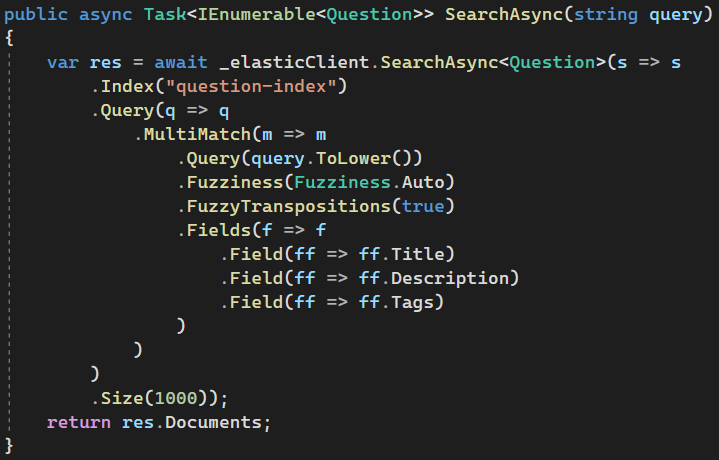 public async Task<IEnumerable<Question>> SearchAsync(string query)
{
    var res = await _elasticClient.SearchAsync<Question>(s => s
        .Index("question-index")
        .Query(q => q
            .MultiMatch(m => m
                .Query(query.ToLower())
                .Fuzziness(Fuzziness.Auto)
                .FuzzyTranspositions(true)
                .Fields(f => f
                    .Field(ff => ff.Title)
                    .Field(ff => ff.Description)
                    .Field(ff => ff.Tags)
                )
            )
        )
        .Size(1000));
    return res.Documents;
}